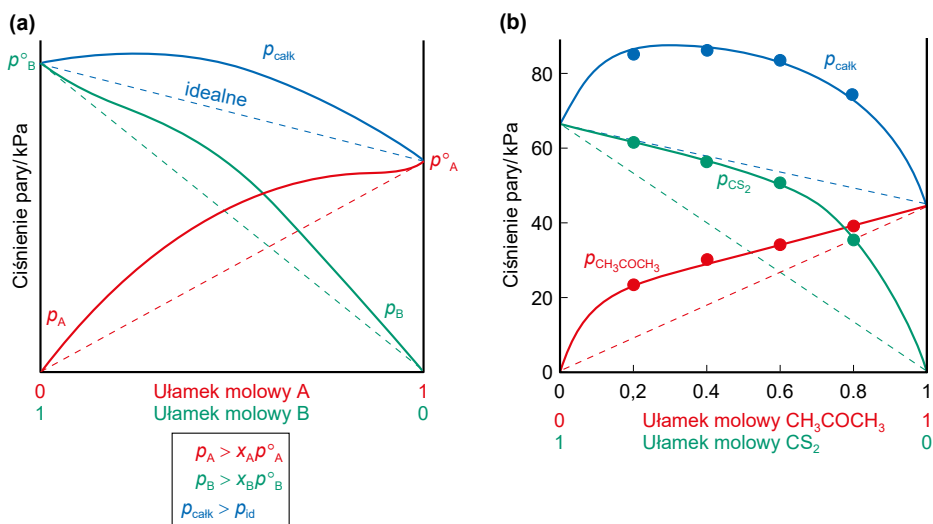 (a)
p°B
pcałk
idealne
p°A
Ciśnienie pary/kPa
pA
pB
0 Ułamek molowy A 1
1 Ułamek molowy B 0
pA > xAp°A
pB > xBp°B
pcałk > pid
(b)
80
60
40
20
0
Ciśnienie pary/kPa
pcałk
pCS2
pCH3COCH3
0 0,2 0.4 0.6 0.8 1
0 Ułamek molowy CH3COCH3 1
1 Ułamek molowy CS2 0